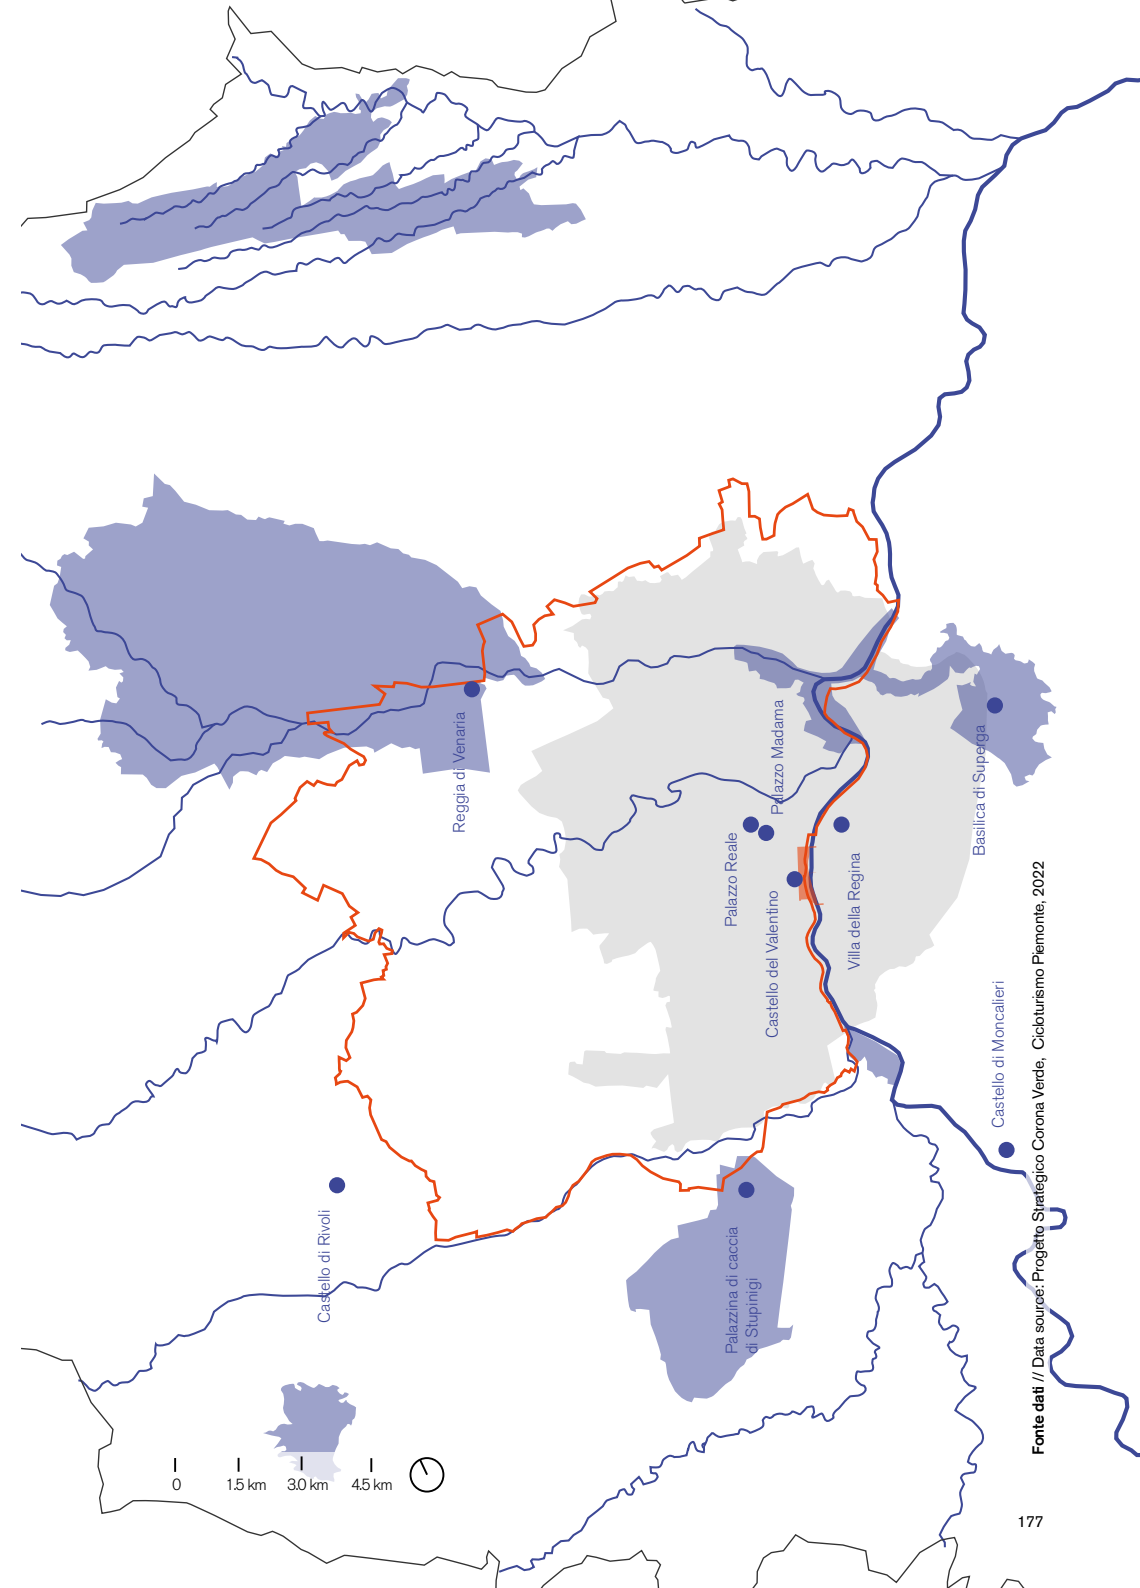 Reggia di Venaria
Palazzo Madama
Palazzo Reale
Castello del Valentino
Villa della Regina
Basilica di Superga
Castello di Moncalieri
Castello di Rivoli
Palazzina di caccia
di Stupinigi
0
1.5 km
3.0 km
4.5 km
Fonte dati // Data source: Progetto Strategico Corona Verde, Cicloturismo Piemonte, 2022
177